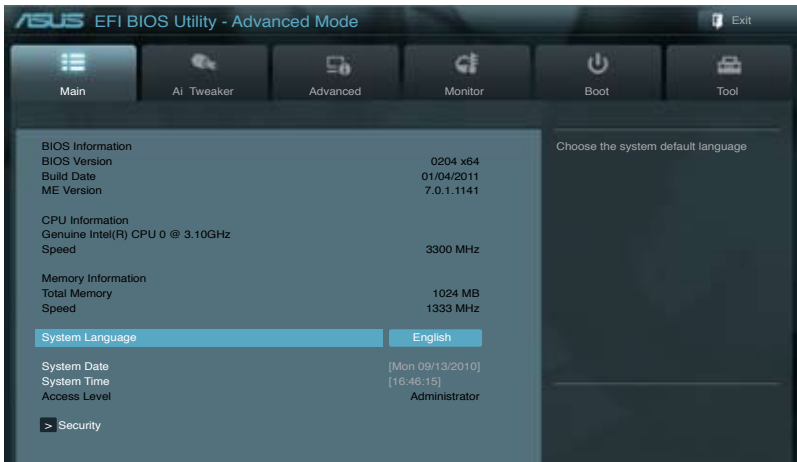 ASUS EFI BIOS Utility - Advanced Mode Exit
Main Ai Tweaker Advanced Monitor Boot Tool
BIOS Information
BIOS Version 0204 x64
Build Date 01/04/2011
ME Version 7.0.1.1141
CPU Information
Genuine Intel(R) CPU 0 @ 3.10GHz
Speed 3300 MHz
Memory Information
Total Memory 1024 MB
Speed 1333 MHz
System Language English
System Date [Mon 09/13/2010]
System Time [16:46:15]
Access Level Administrator
> Security
Choose the system default language